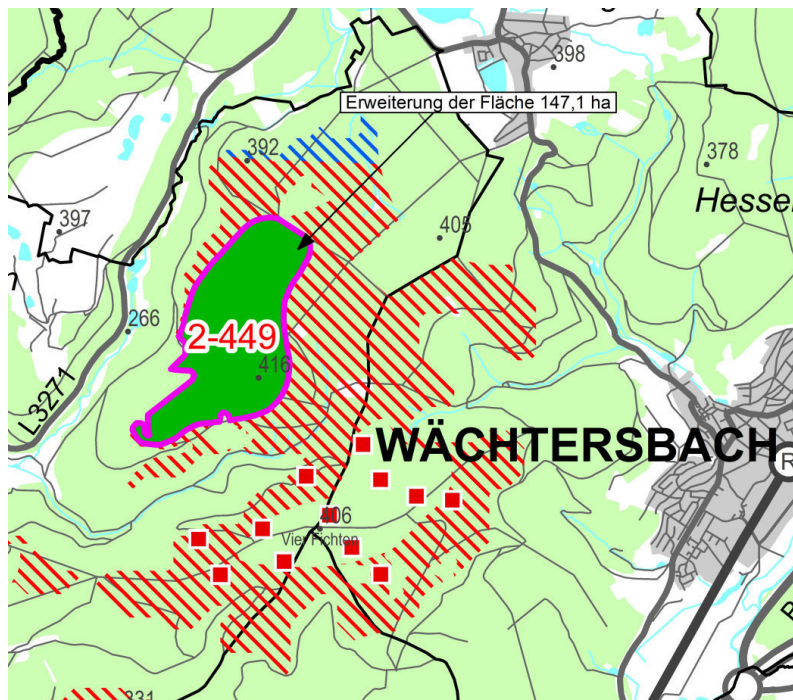 398
Erweiterung der Fläche 147,1 ha
392
378
Hessel
397
405
266
2-449
416
L3271
WÄCHTERSBACH
R
406
Vier Fichten
331